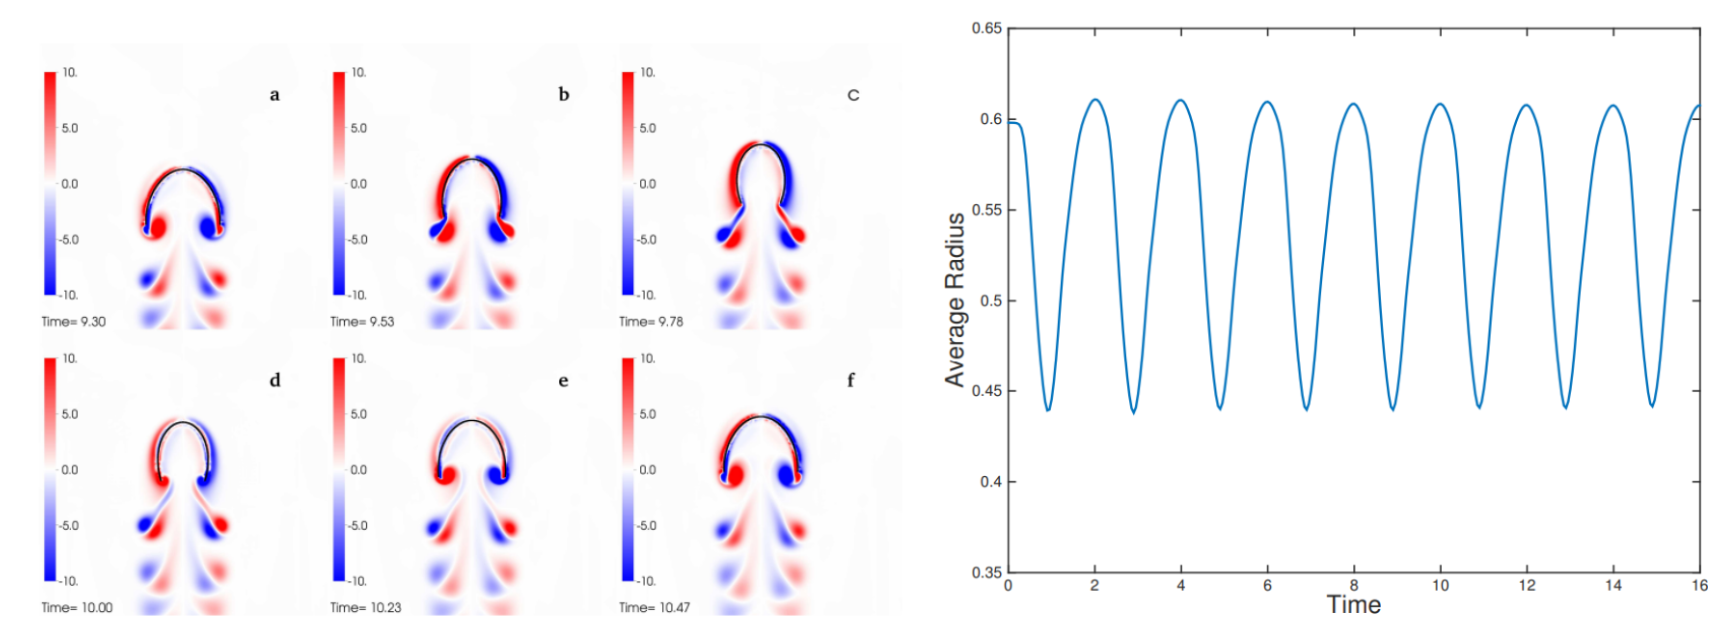 10.
5.0
0.0
-5.0
-10.
a
Time= 9.30
10.
5.0
0.0
-5.0
-10.
b
Time= 9.53
10.
5.0
0.0
-5.0
-10.
C
Time= 9.78
10.
5.0
0.0
-5.0
-10.
d
Time= 10.00
10.
5.0
0.0
-5.0
-10.
e
Time= 10.23
10.
5.0
0.0
-5.0
-10.
f
Time= 10.47
Average Radius
0.65
0.6
0.55
0.5
0.45
0.4
0.35
0 2 4 6 8 10 12 14 16
Time